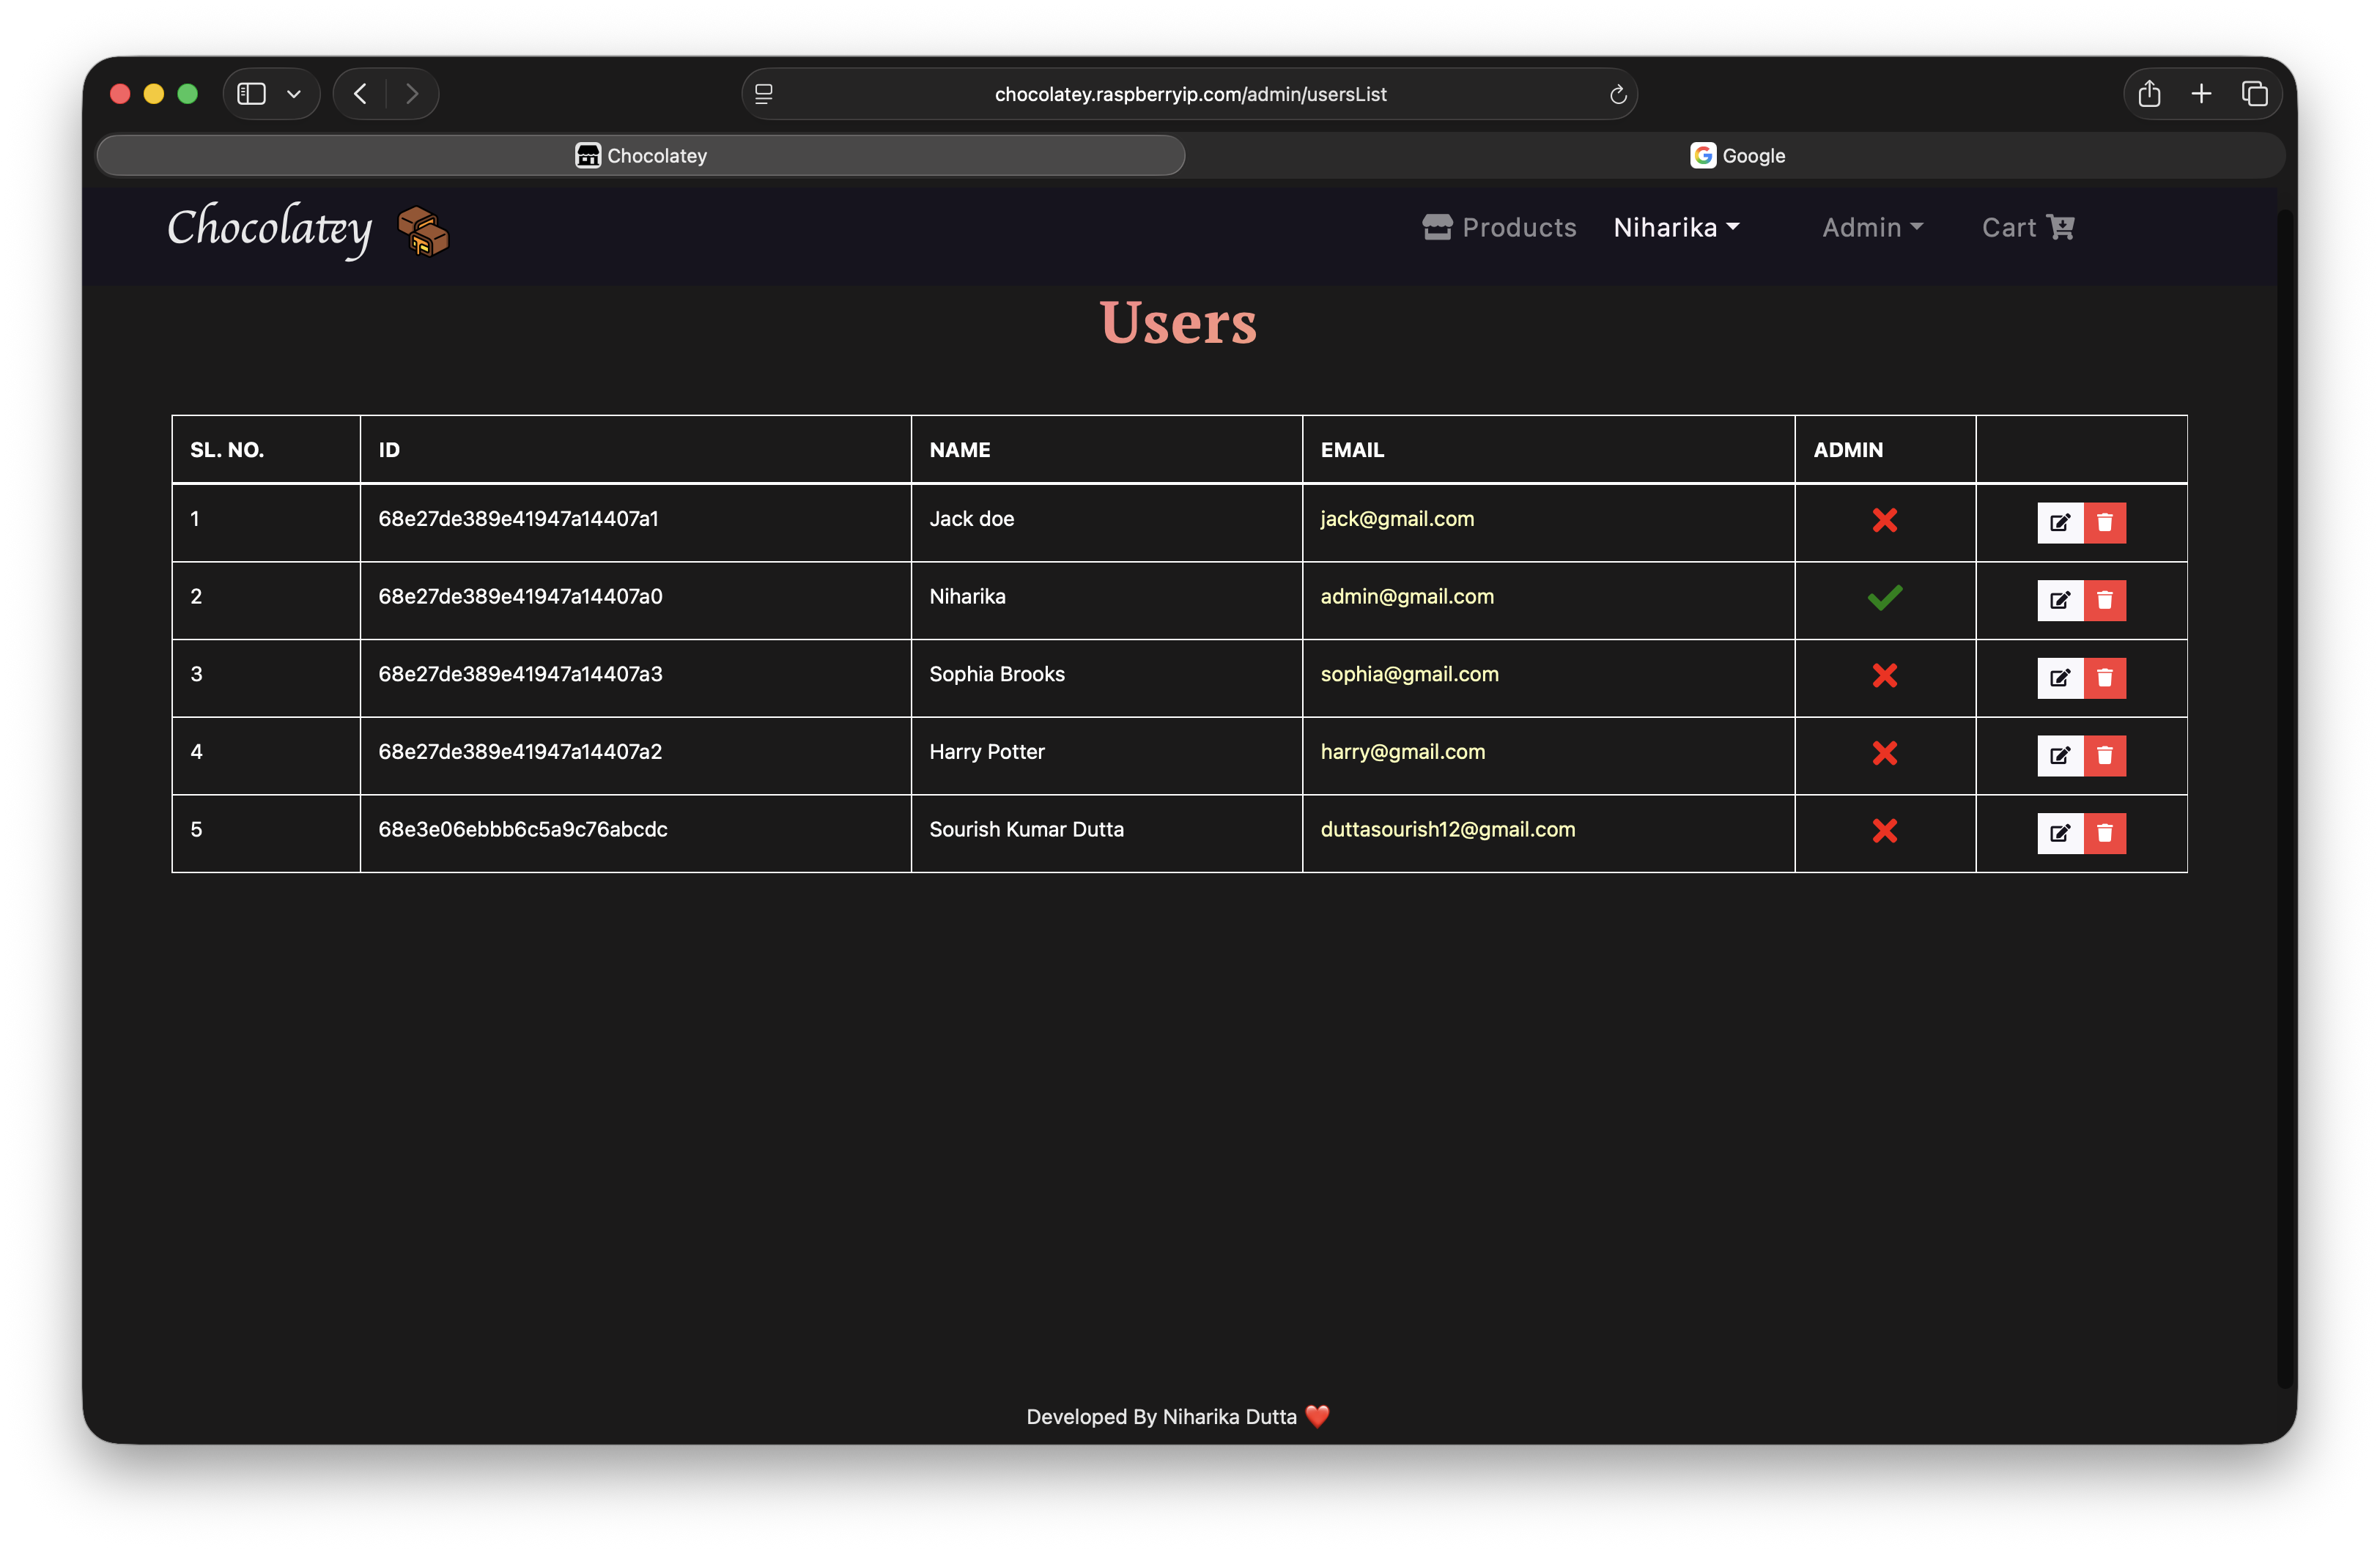 chocolatey.raspberryip.com/admin/usersList
Chocolatey Google
Chocolatey Products Niharika Admin Cart
Users
SL. NO. ID NAME EMAIL ADMIN
1 68e27de389e41947a14407a1 Jack doe jack@gmail.com
2 68e27de389e41947a14407a0 Niharika admin@gmail.com
3 68e27de389e41947a14407a3 Sophia Brooks sophia@gmail.com
4 68e27de389e41947a14407a2 Harry Potter harry@gmail.com
5 68e3e06ebbb6c5a9c76abcdc Sourish Kumar Dutta duttasourish12@gmail.com
Developed By Niharika Dutta ❤️